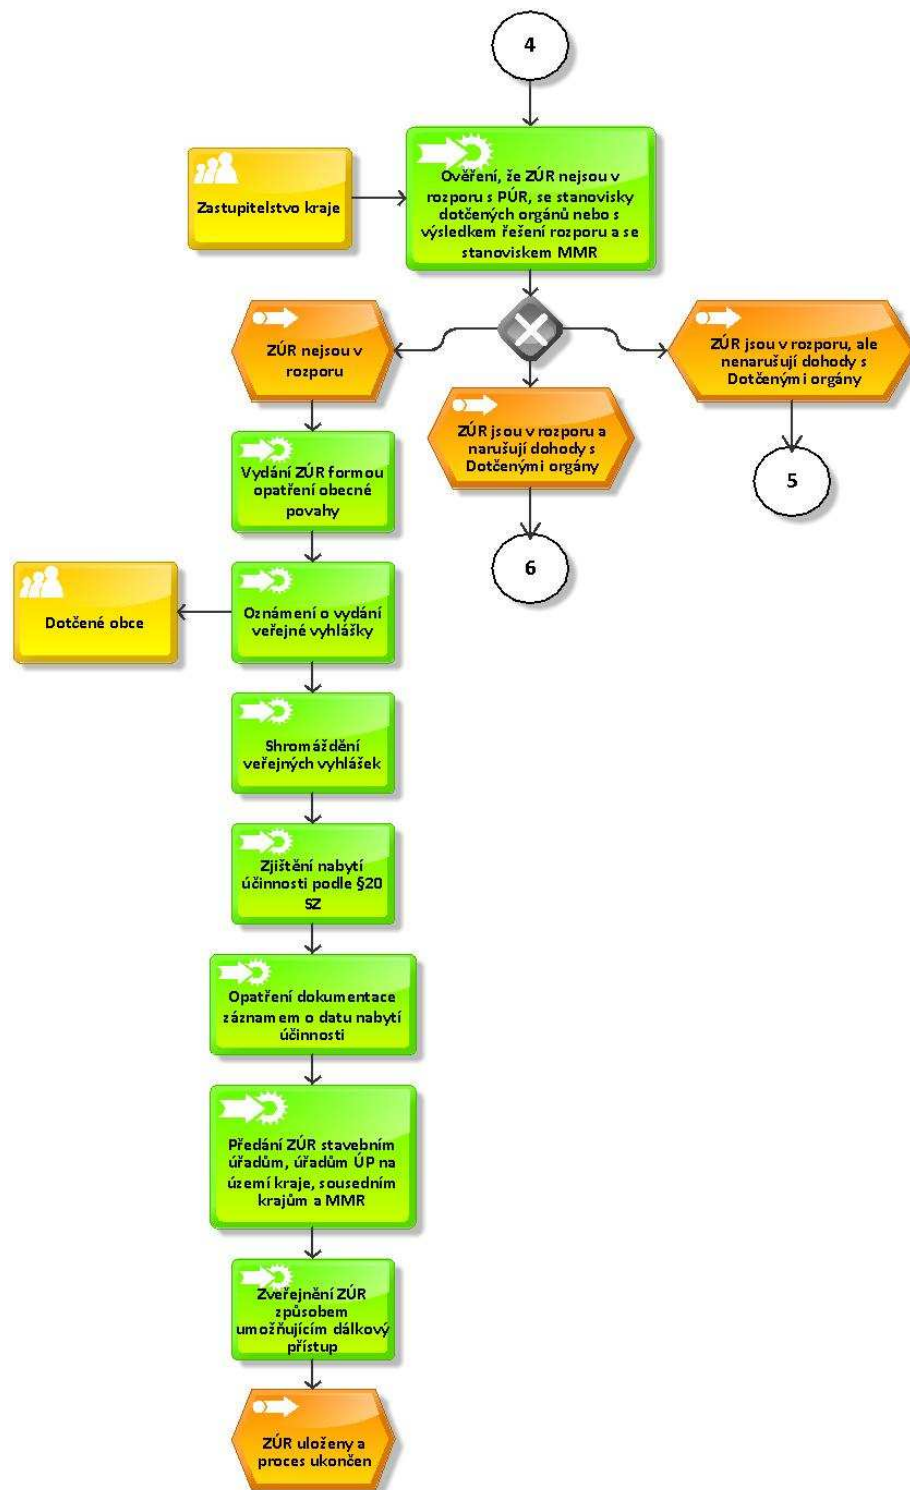 4
Zastupitelstvo kraje
Ověření, že ZÚR nejsou v
rozporu s PÚR, se stanovisky
dotčených orgánů nebo s
výsledkem řešení rozporu a se
stanoviskem MMR
ZÚR nejsou v
rozporu
ZÚR jsou v rozporu a
narušují dohody s
Dotčenými orgány
ZÚR jsou v rozporu, ale
nenarušují dohody s
Dotčenými orgány
5
6
Vydání ZÚR formou
opatření obecné
povahy
Dotčené obce
Oznámení o vydání
veřejné vyhlášky
Shromáždění
veřejných vyhlášek
Zjištění nabytí
účinnosti podle §20
SZ
Opatření dokumentace
záznamem o datu nabytí
účinnosti
Předání ZÚR stavebním
úřadům, úřadům ÚP na
území kraje, sousedním
krajům a MMR
Zveřejnění ZÚR
způsobem
umožňujícím dálkový
přístup
ZÚR uloženy a
proces ukončen